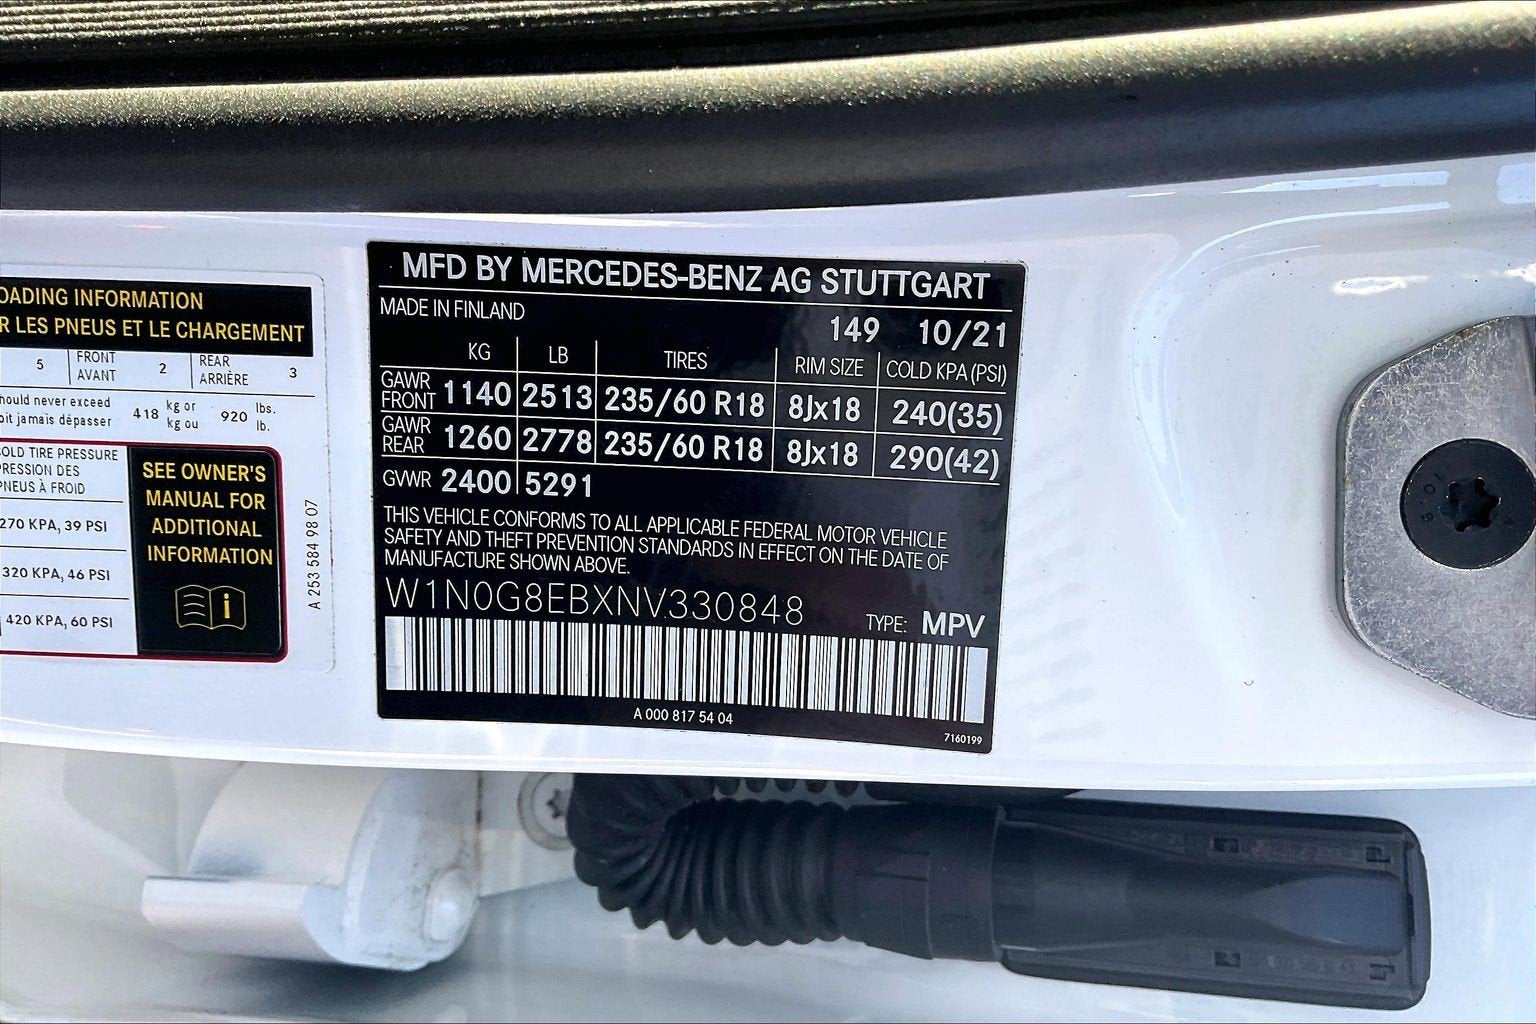 OADING INFORMATION
R LES PNEUS ET LE CHARGEMENT
5 FRONT AVANT 2 REAR ARRIÈRE 3
hould never exceed 418 kg or 920 lbs.
oit jamais dépasser kg ou lb.
OLD TIRE PRESSURE
RESSION DES
PNEUS À FROID
270 KPA, 39 PSI
320 KPA, 46 PSI
420 KPA, 60 PSI
SEE OWNER'S
MANUAL FOR
ADDITIONAL
INFORMATION
i
A 253 584 98 07
MFD BY MERCEDES-BENZ AG STUTTGART
MADE IN FINLAND
149 10/21
KG LB TIRES RIM SIZE COLD KPA (PSI)
GAWR FRONT 1140 2513 235/60 R18 8Jx18 240(35)
GAWR REAR 1260 2778 235/60 R18 8Jx18 290(42)
GVWR 2400 5291
THIS VEHICLE CONFORMS TO ALL APPLICABLE FEDERAL MOTOR VEHICLE
SAFETY AND THEFT PREVENTION STANDARDS IN EFFECT ON THE DATE OF
MANUFACTURE SHOWN ABOVE.
W1N0G8EBXNV330848
TYPE: MPV
A 000 817 54 04
7160199